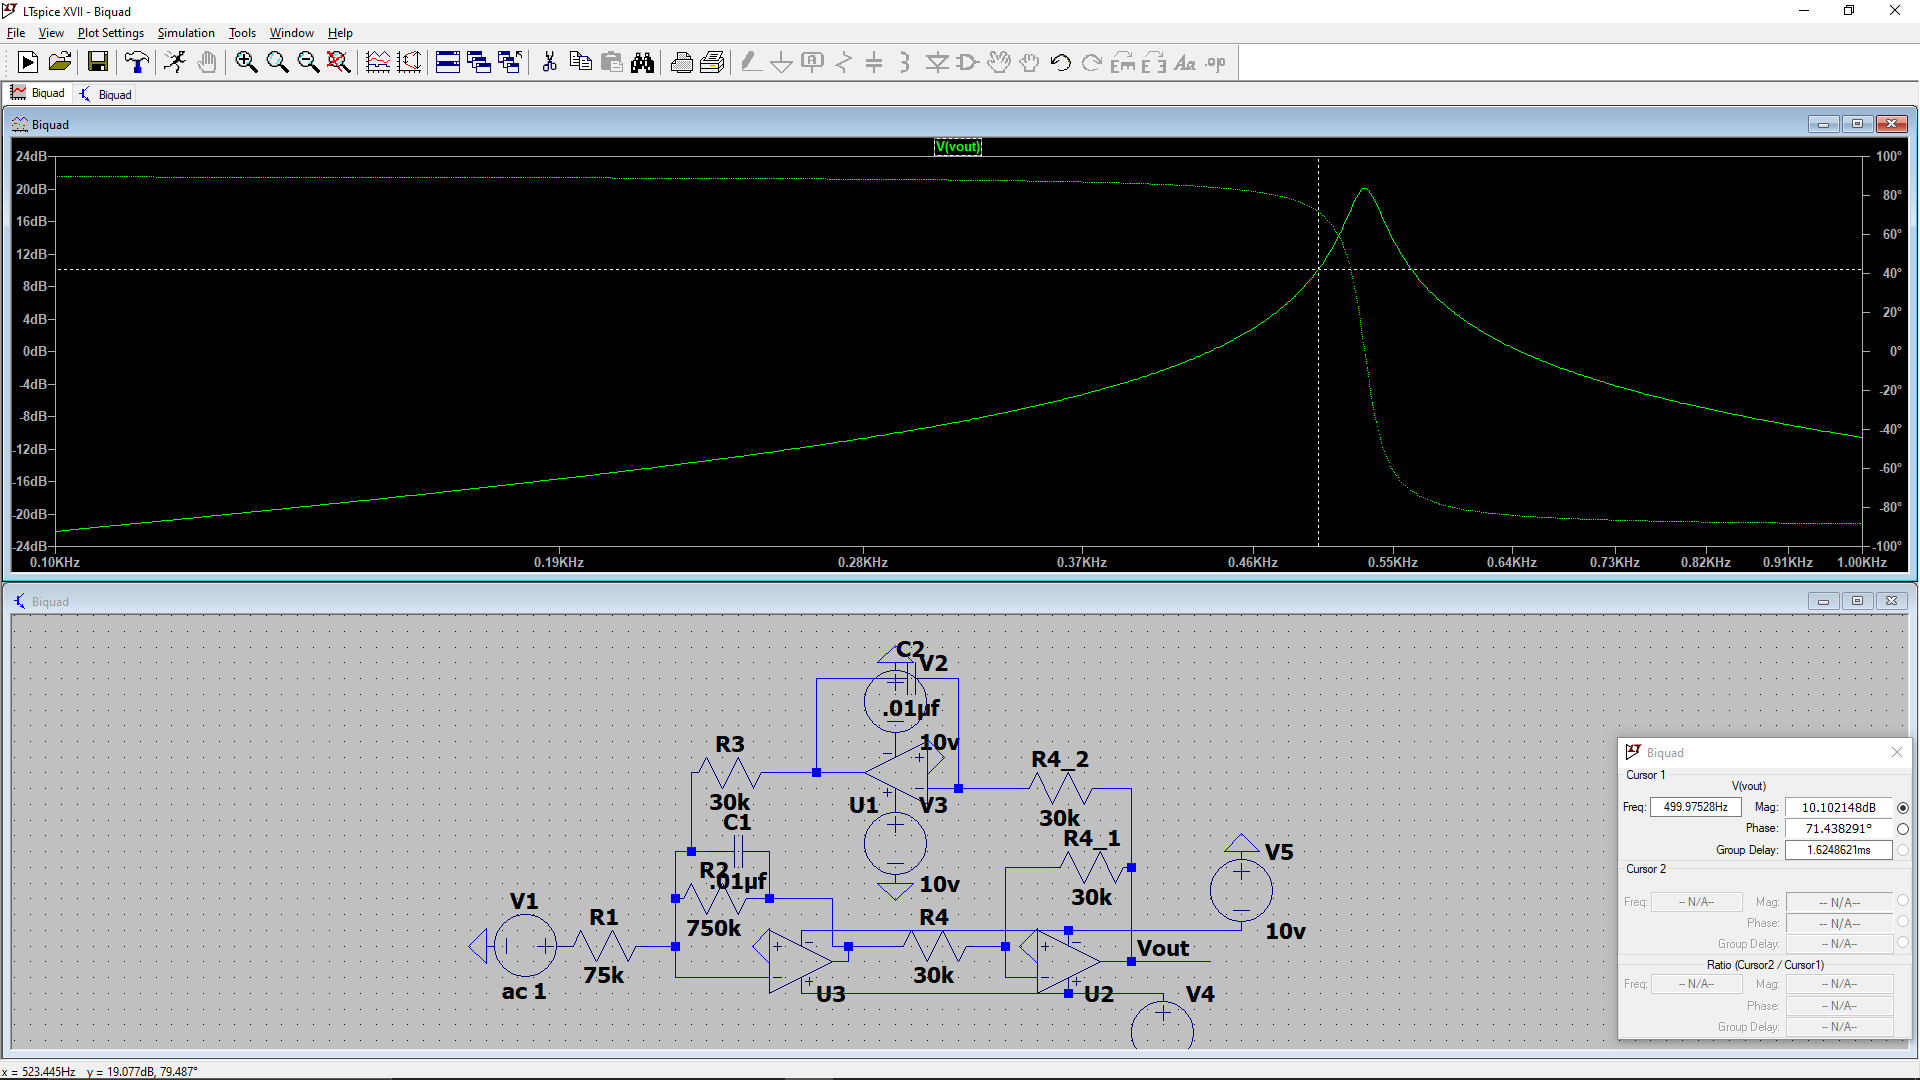 LTspice XVII - Biquad
File View Plot Settings Simulation Tools Window Help
Biquad Biquad
Biquad
V(vout)
24dB 100°
20dB 80°
16dB 60°
12dB 40°
8dB 20°
4dB 0°
0dB -20°
-4dB -40°
-8dB -60°
-12dB -80°
-16dB -100°
-20dB
-24dB
0.10KHz 0.19KHz 0.28KHz 0.37KHz 0.46KHz 0.55KHz 0.64KHz 0.73KHz 0.82KHz 0.91KHz 1.00KHz
Biquad
C2
V2
.01µf
10v
R3
30k
U1
V3
10v
R4_2
30k
R4_1
30k
C1
.01µf
R2
750k
V1
ac 1
R1
75k
U3
R4
30k
U2
Vout
V5
10v
V4
Biquad
Cursor 1
V(vout)
Freq: 499.97528Hz Mag: 10.102148dB
Phase: 71.438291°
Group Delay: 1.6248621ms
Cursor 2
Freq: -- N/A-- Mag: -- N/A--
Phase: -- N/A--
Group Delay: -- N/A--
Ratio (Cursor2 / Cursor1)
Freq: -- N/A-- Mag: -- N/A--
Phase: -- N/A--
Group Delay: -- N/A--
x = 523.445Hz y = 19.077dB, 79.487°